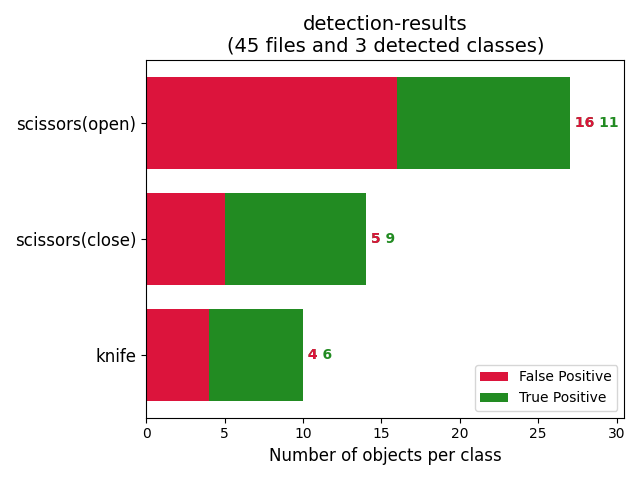 detection-results
(45 files and 3 detected classes)
scissors(open)
16 11
scissors(close)
5 9
knife
4 6
False Positive
True Positive
0 5 10 15 20 25 30
Number of objects per class